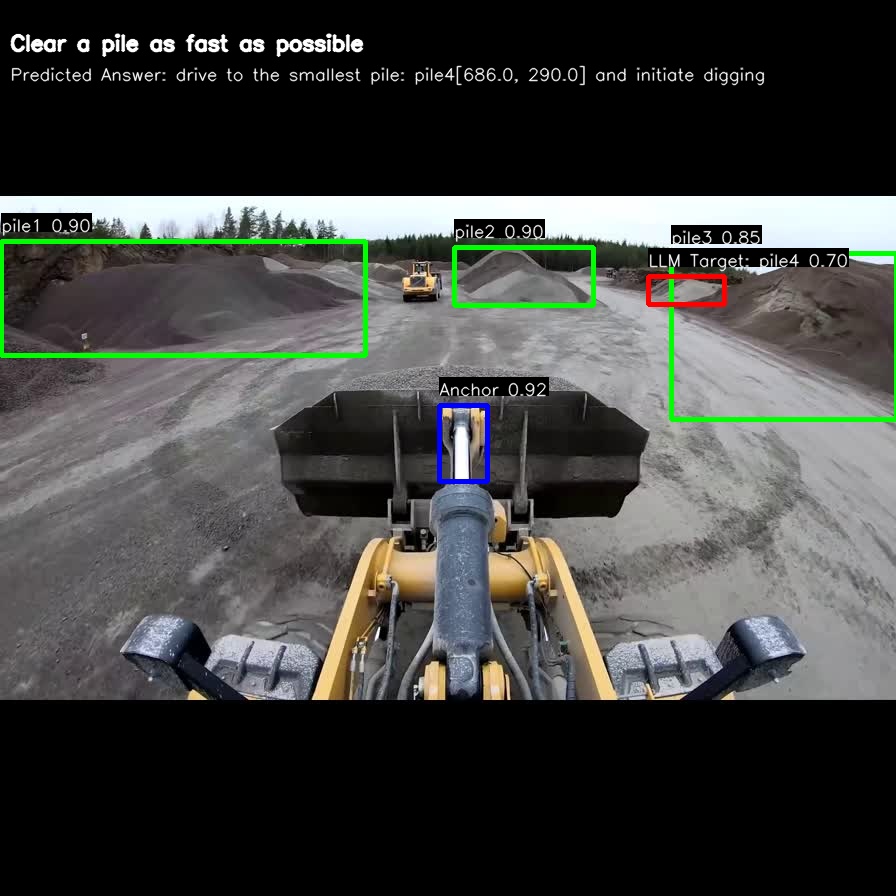 Clear a pile as fast as possible
Predicted Answer: drive to the smallest pile: pile4[686.0, 290.0] and initiate digging
pile1 0.90
pile2 0.90
pile3 0.85
LLM Target: pile4 0.70
Anchor 0.92